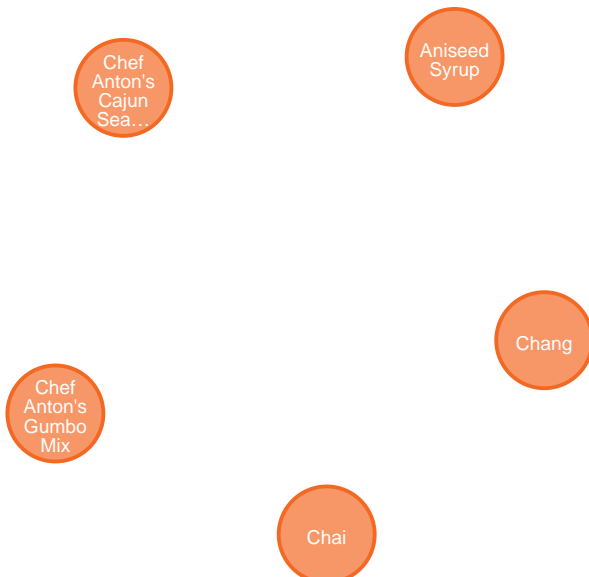 Chef
Anton's
Cajun
Sea…
Aniseed
Syrup
Chang
Chef
Anton's
Gumbo
Mix
Chai